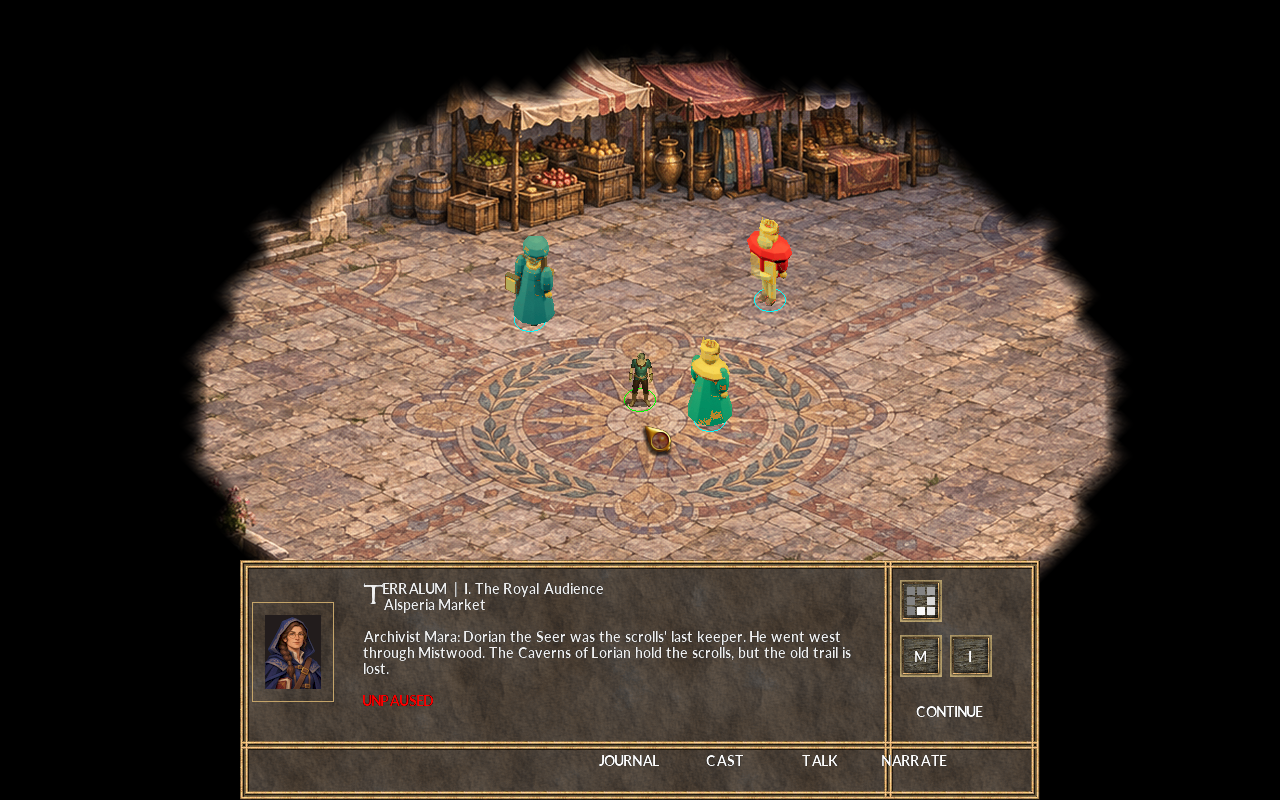 TERRALUM | I. The Royal Audience
Alsperia Market
Archivist Mara: Dorian the Seer was the scrolls' last keeper. He went west
through Mistwood. The Caverns of Lorian hold the scrolls, but the old trail is
lost.
UNPAUSED
M I
CONTINUE
JOURNAL CAST TALK NARRATE